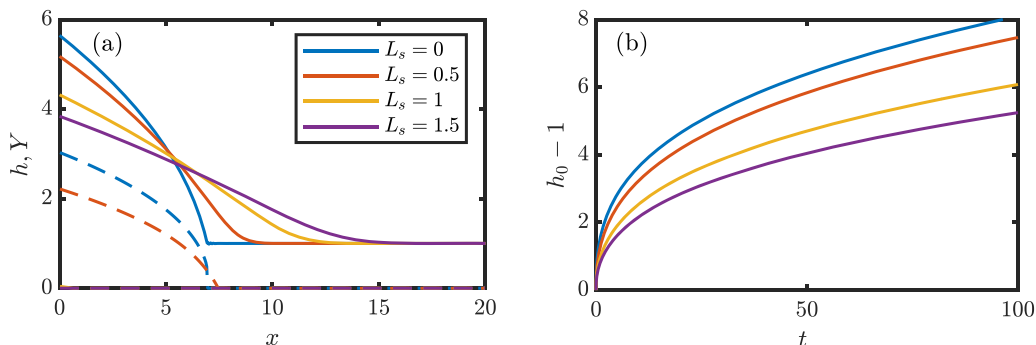 (a)
L_s = 0
L_s = 0.5
L_s = 1
L_s = 1.5
h, Y
6
4
2
0
0 5 10 15 20
x
(b)
h_0 − 1
8
6
4
2
0
0 50 100
t